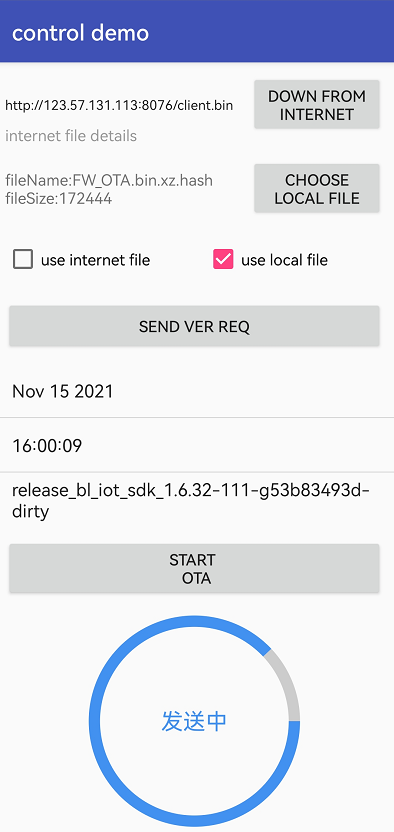 control demo
http://123.57.131.113:8076/client.bin
DOWN FROM
INTERNET
internet file details
fileName:FW_OTA.bin.xz.hash
fileSize:172444
CHOOSE
LOCAL FILE
use internet file
use local file
SEND VER REQ
Nov 15 2021
16:00:09
release_bl_iot_sdk_1.6.32-111-g53b83493d-
dirty
START
OTA
发送中